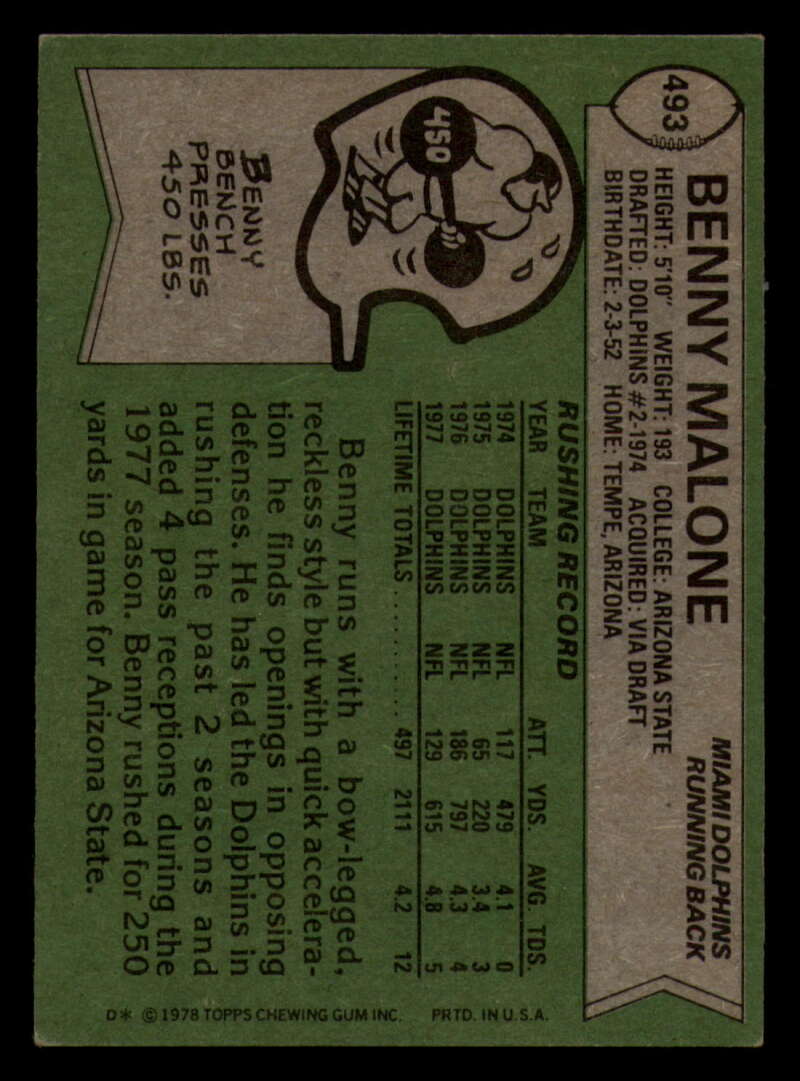 493
BENNY MALONE
MIAMI DOLPHINS
RUNNING BACK
HEIGHT: 5'10" WEIGHT: 193 COLLEGE: ARIZONA STATE
DRAFTED: DOLPHINS #2-1974 ACQUIRED: VIA DRAFT
BIRTHDATE: 2-3-52 HOME: TEMPE, ARIZONA
450
BENNY
BENCH
PRESSES
450 LBS.
RUSHING RECORD
YEAR TEAM ATT. YDS. AVG. TDS.
1974 DOLPHINS NFL 117 479 4.1 0
1975 DOLPHINS NFL 65 220 3.4 3
1976 DOLPHINS NFL 186 797 4.3 4
1977 DOLPHINS NFL 129 615 4.8 5
LIFETIME TOTALS .......... 497 2111 4.2 12
Benny runs with a bow-legged,
reckless style but with quick accelera-
tion he finds openings in opposing
defenses. He has led the Dolphins in
rushing the past 2 seasons and
added 4 pass receptions during the
1977 season. Benny rushed for 250
yards in game for Arizona State.
D* © 1978 TOPPS CHEWING GUM INC. PRTD. IN U.S.A.